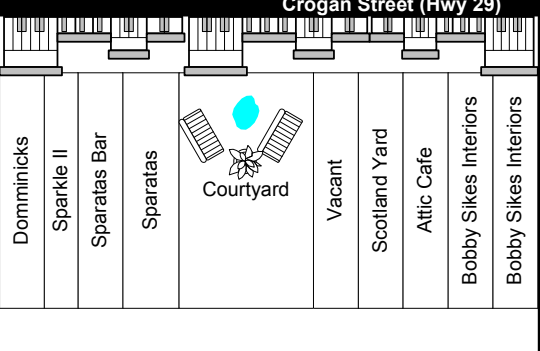 Crogan Street (Hwy 29)
Domminicks
Sparkle II
Sparatas Bar
Sparatas
Courtyard
Vacant
Scotland Yard
Attic Cafe
Bobby Sikes Interiors
Bobby Sikes Interiors